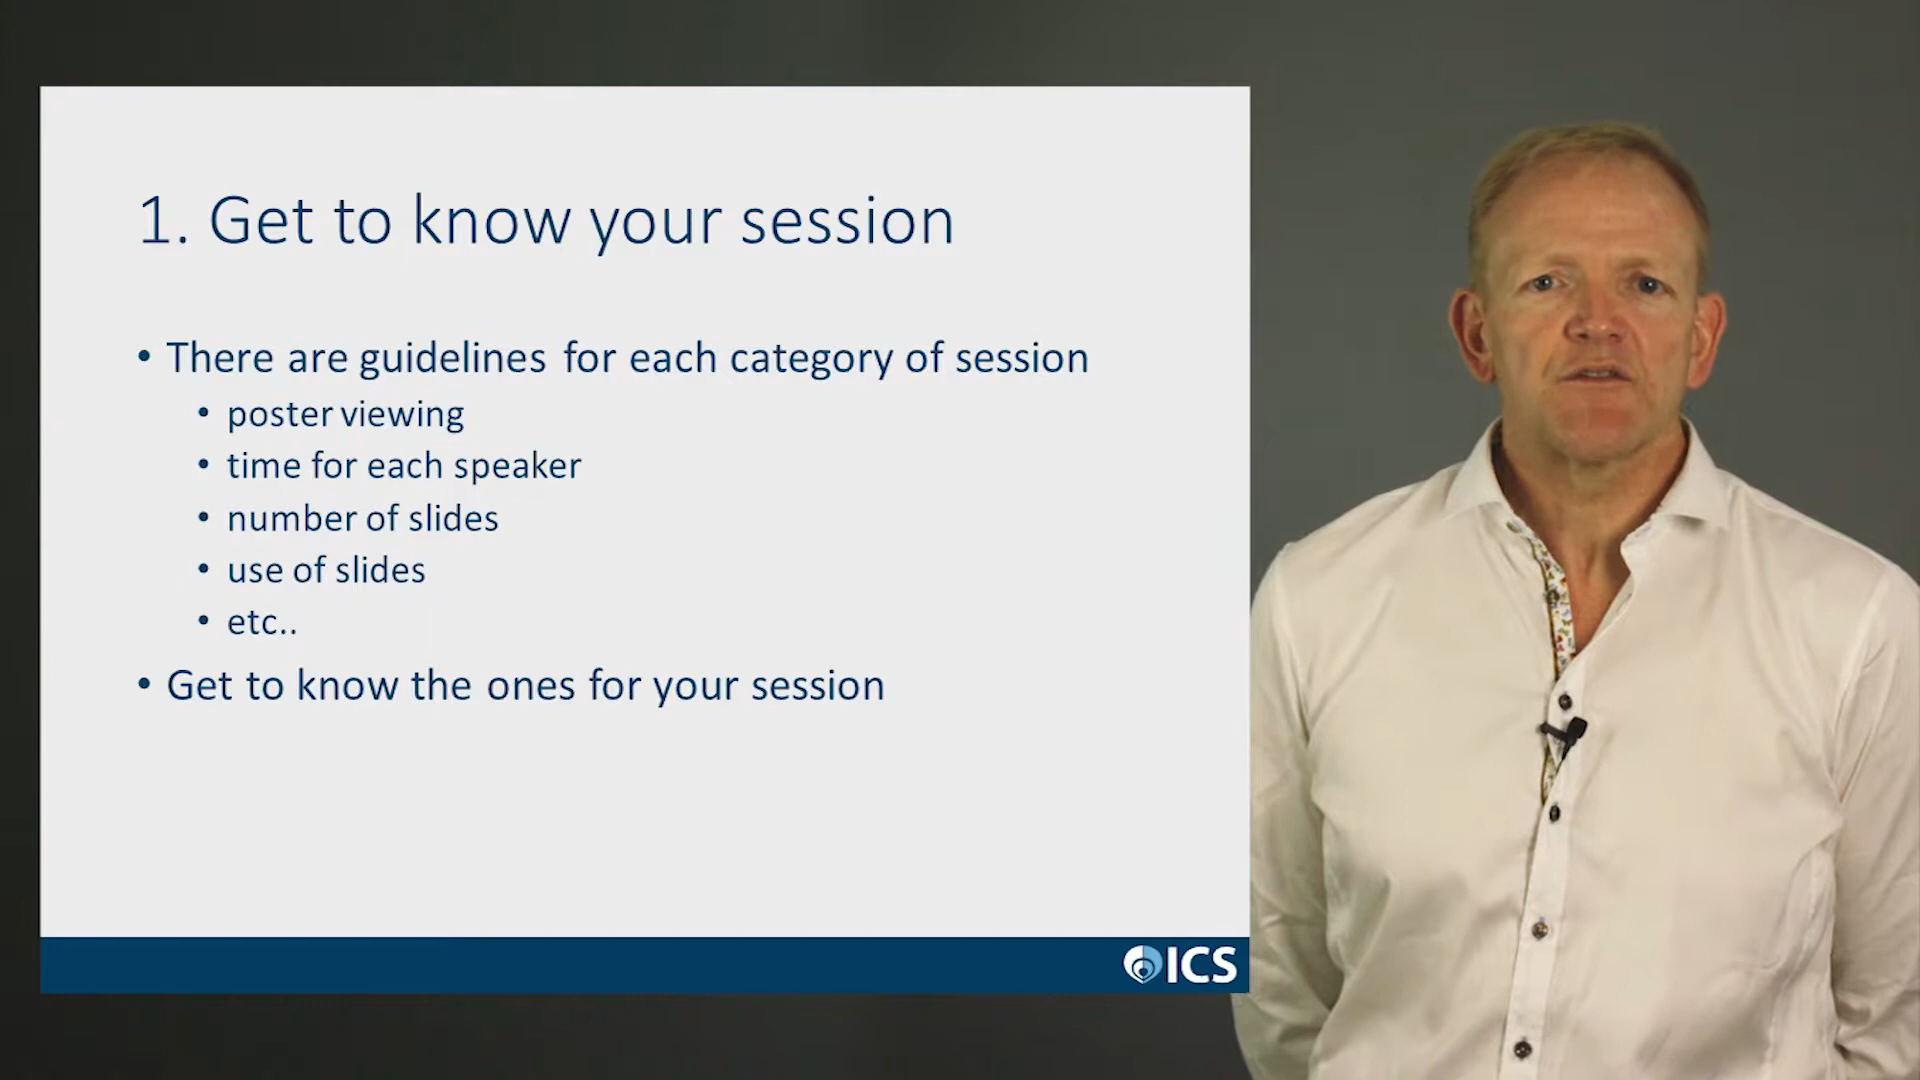 1. Get to know your session
• There are guidelines for each category of session
• poster viewing
• time for each speaker
• number of slides
• use of slides
• etc..
• Get to know the ones for your session
ICS